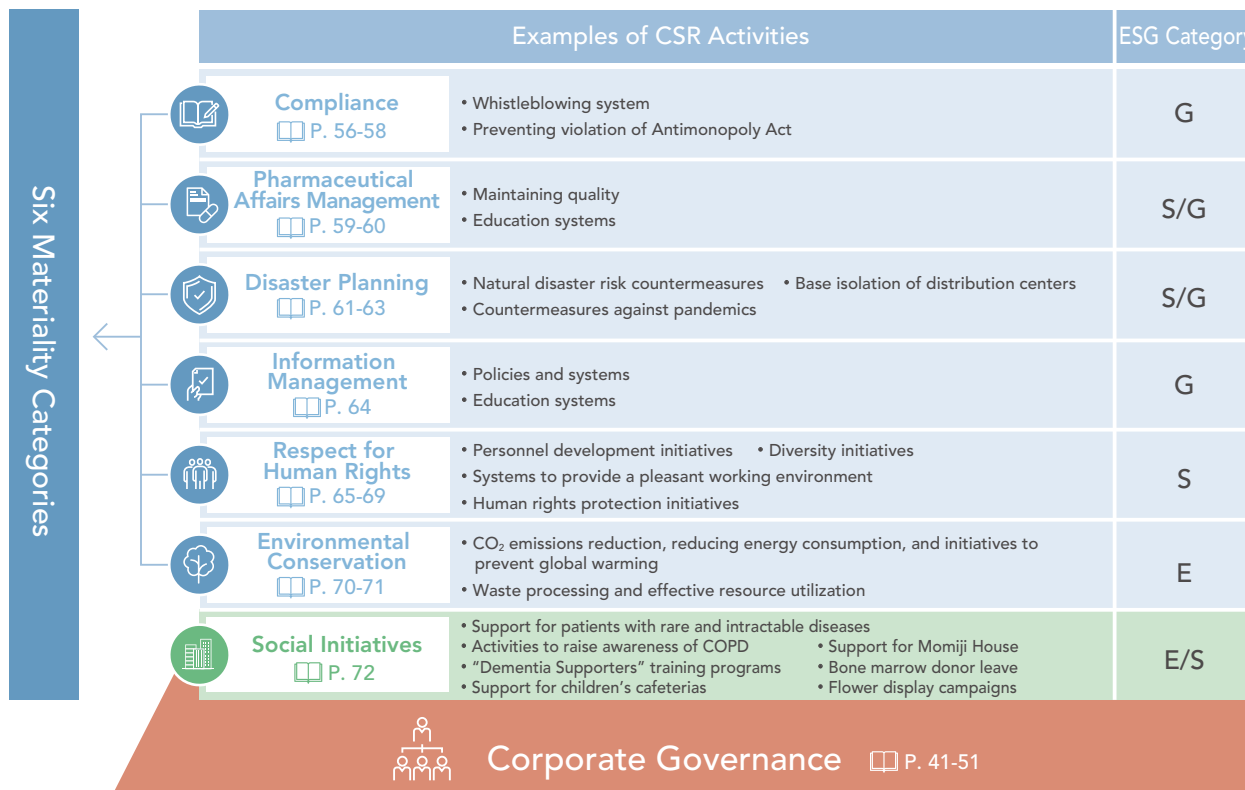 Six Materiality Categories
Examples of CSR Activities
ESG Category
Compliance
P. 56-58
• Whistleblowing system
• Preventing violation of Antimonopoly Act
G
Pharmaceutical
Affairs Management
P. 59-60
• Maintaining quality
• Education systems
S/G
Disaster Planning
P. 61-63
• Natural disaster risk countermeasures • Base isolation of distribution centers
• Countermeasures against pandemics
S/G
Information
Management
P. 64
• Policies and systems
• Education systems
G
Respect for
Human Rights
P. 65-69
• Personnel development initiatives • Diversity initiatives
• Systems to provide a pleasant working environment
• Human rights protection initiatives
S
Environmental
Conservation
P. 70-71
• CO₂ emissions reduction, reducing energy consumption, and initiatives to
prevent global warming
• Waste processing and effective resource utilization
E
Social Initiatives
P. 72
• Support for patients with rare and intractable diseases
• Activities to raise awareness of COPD • Support for Momiji House
• “Dementia Supporters” training programs • Bone marrow donor leave
• Support for children’s cafeterias • Flower display campaigns
E/S
Corporate Governance P. 41-51